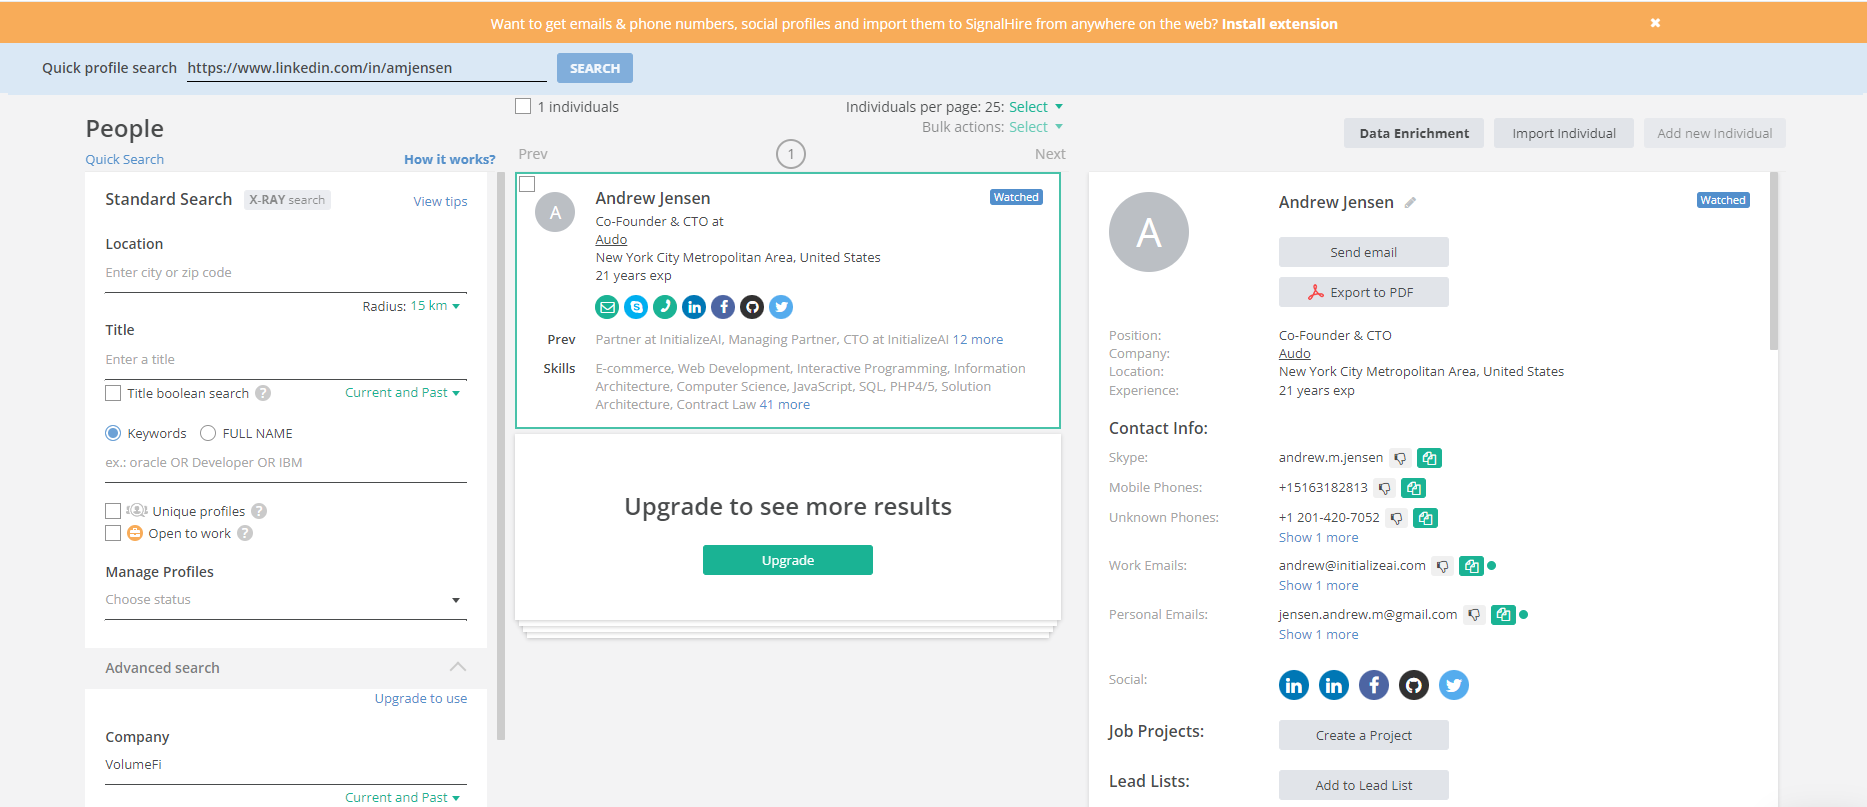 Want to get emails & phone numbers, social profiles and import them to SignalHire from anywhere on the web? Install extension
Quick profile search https://www.linkedin.com/in/amjensen SEARCH
People
Quick Search How it works?
Standard Search X-RAY search View tips
Location
Enter city or zip code
Radius: 15 km
Title
Enter a title
Title boolean search ? Current and Past
Keywords FULL NAME
ex.: oracle OR Developer OR IBM
Unique profiles ?
Open to work ?
Manage Profiles
Choose status
Advanced search
Upgrade to use
Company
VolumeFi
Current and Past
1 individuals Individuals per page: 25: Select
Bulk actions: Select
Prev 1 Next
A
Andrew Jensen Watched
Co-Founder & CTO at
Audo
New York City Metropolitan Area, United States
21 years exp
Prev Partner at InitializeAI, Managing Partner, CTO at InitializeAI 12 more
Skills E-commerce, Web Development, Interactive Programming, Information
Architecture, Computer Science, JavaScript, SQL, PHP4/5, Solution
Architecture, Contract Law 41 more
Upgrade to see more results
Upgrade
Data Enrichment Import Individual Add new Individual
A
Andrew Jensen Watched
Send email
Export to PDF
Position: Co-Founder & CTO
Company: Audo
Location: New York City Metropolitan Area, United States
Experience: 21 years exp
Contact Info:
Skype: andrew.m.jensen
Mobile Phones: +15163182813
Unknown Phones: +1 201-420-7052
Show 1 more
Work Emails: andrew@initializeai.com
Show 1 more
Personal Emails: jensen.andrew.m@gmail.com
Show 1 more
Social:
Job Projects: Create a Project
Lead Lists: Add to Lead List